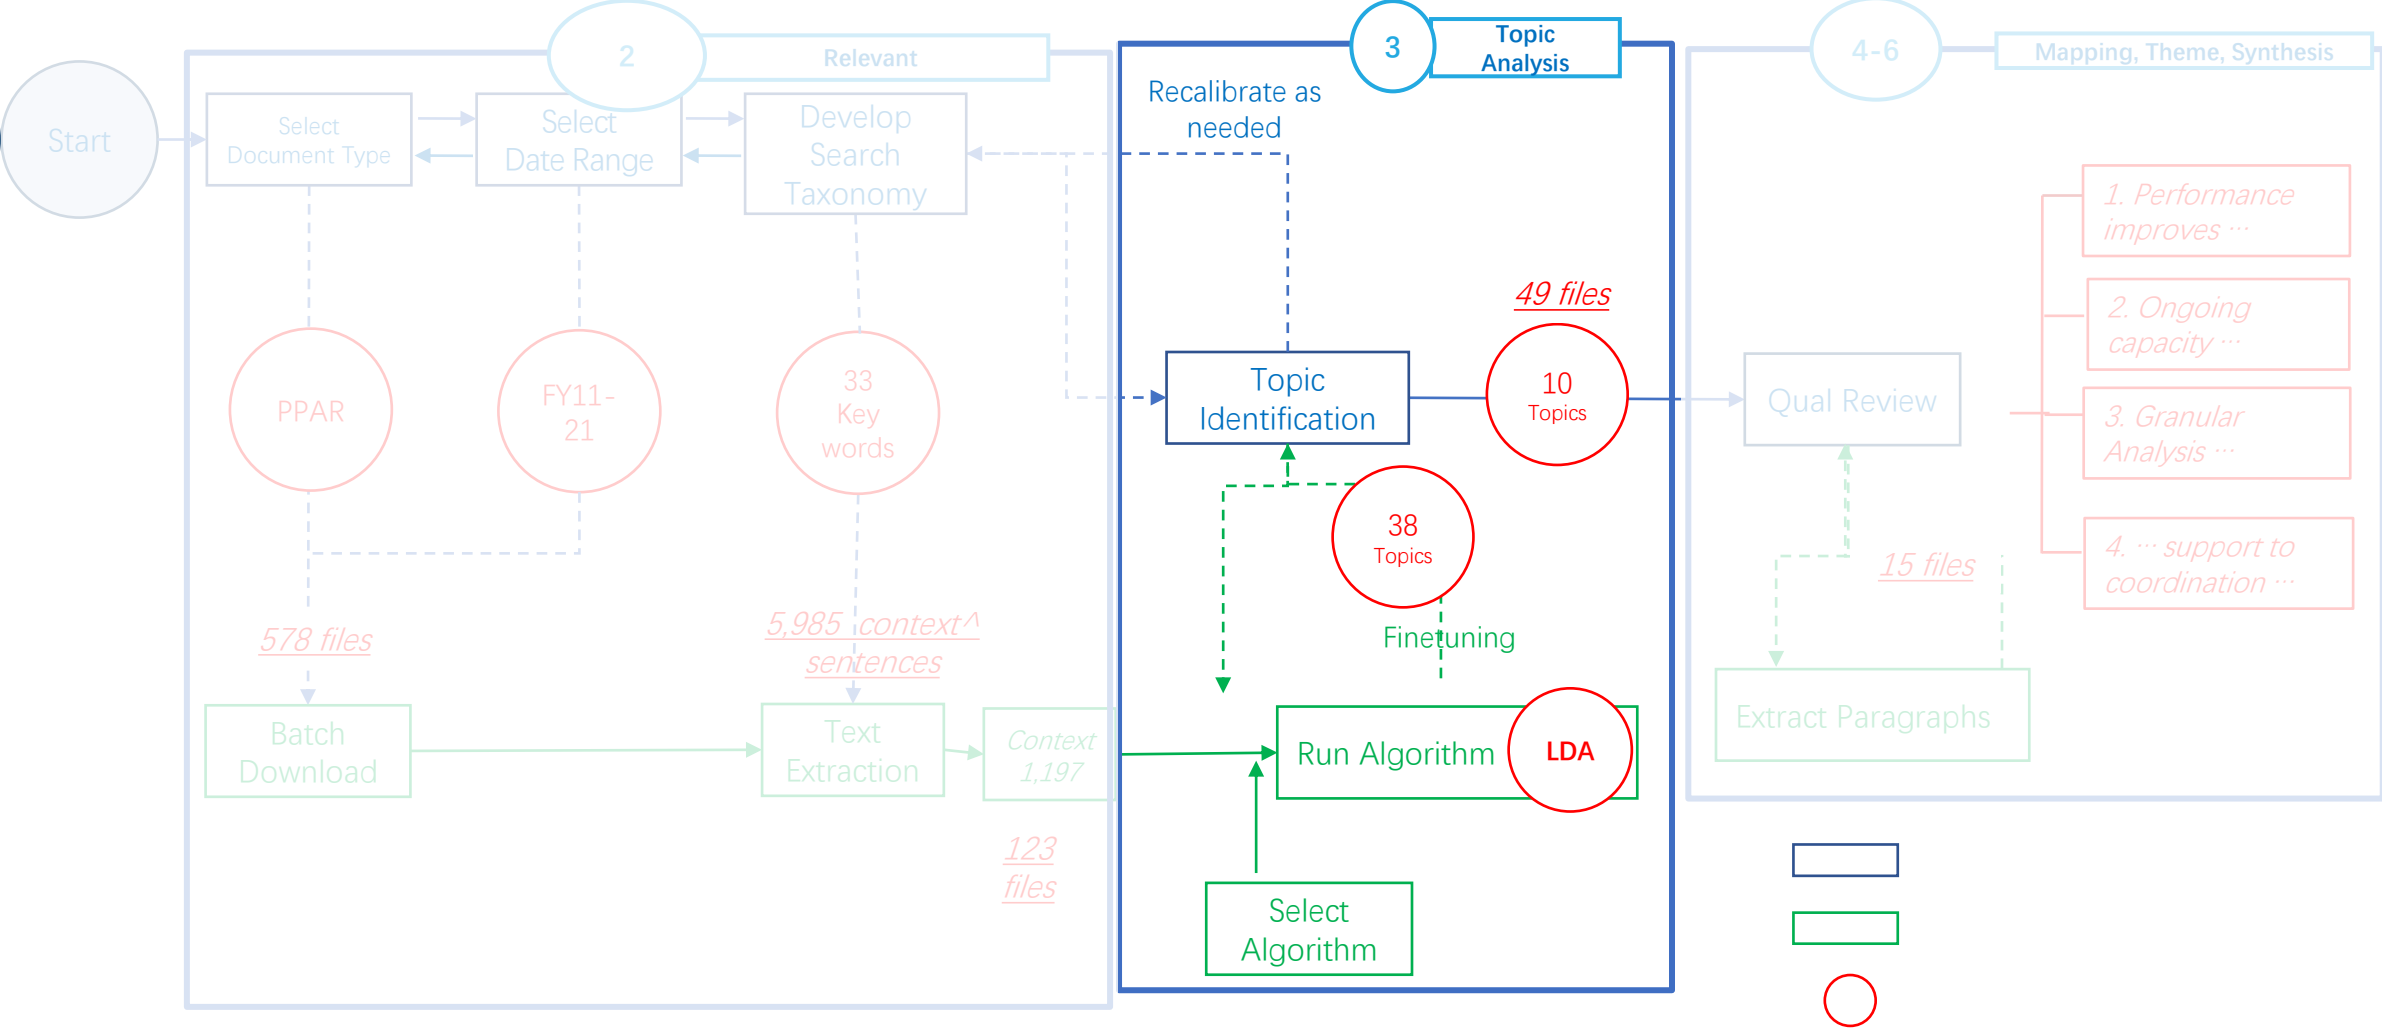 Start
2
Relevant
Select
Document Type
Select
Date Range
Develop
Search
Taxonomy
PPAR
FY11-
21
33
Key
words
578 files
5,985 context^
sentences
Batch
Download
Text
Extraction
Context
1,197
123
files
3
Topic
Analysis
Recalibrate as
needed
49 files
Topic
Identification
10
Topics
38
Topics
Finetuning
Run Algorithm
LDA
Select
Algorithm
4-6
Mapping, Theme, Synthesis
Qual Review
15 files
Extract Paragraphs
1. Performance
improves ···
2. Ongoing
capacity ···
3. Granular
Analysis ···
4. ··· support to
coordination ···